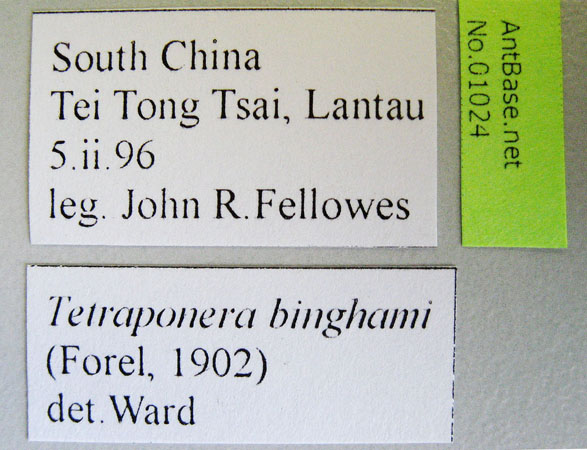 South China
Tei Tong Tsai, Lantau
5.ii.96
leg. John R.Fellowes
AntBase.net
No.01024
Tetraponera binghami
(Forel, 1902)
det.Ward